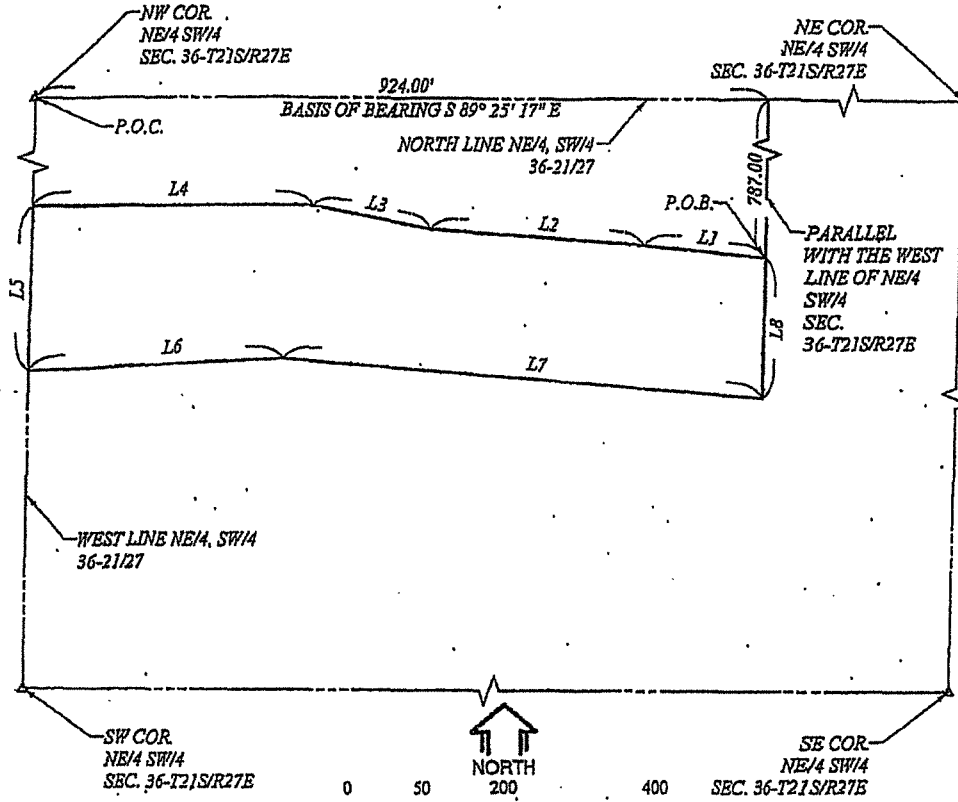 NW COR.
NE/4 SW/4
SEC. 36-T21S/R27E
NE COR.
NE/4 SW/4
SEC. 36-T21S/R27E
924.00'
BASIS OF BEARING S 89° 25' 17" E
P.O.C.
NORTH LINE NE/4, SW/4
36-21/27
787.00
P.O.B.
L4
L3
L2
L1
PARALLEL
WITH THE WEST
LINE OF NE/4
SW/4
SEC.
36-T21S/R27E
L5
L8
L6
L7
WEST LINE NE/4, SW/4
36-21/27
SW COR.
NE/4 SW/4
SEC. 36-T21S/R27E
NORTH
0 50 200 400
SE COR.
NE/4 SW/4
SEC. 36-T21S/R27E